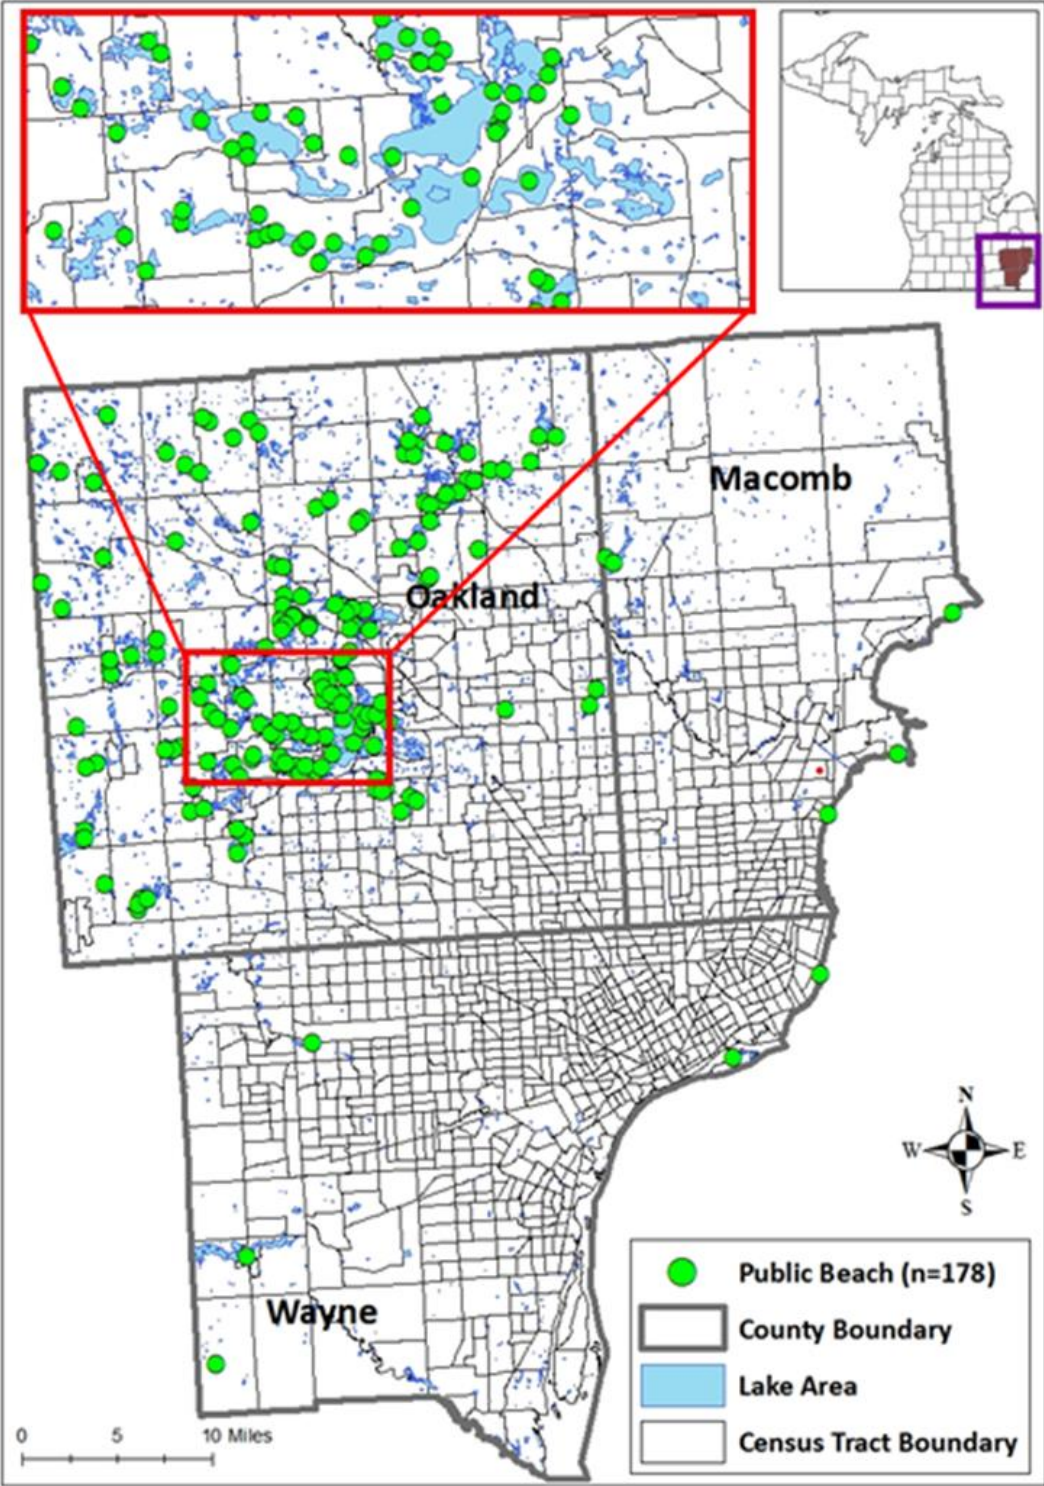 Macomb
Oakland
Wayne
N
W E
S
Public Beach (n=178)
County Boundary
Lake Area
Census Tract Boundary
0 5 10 Miles